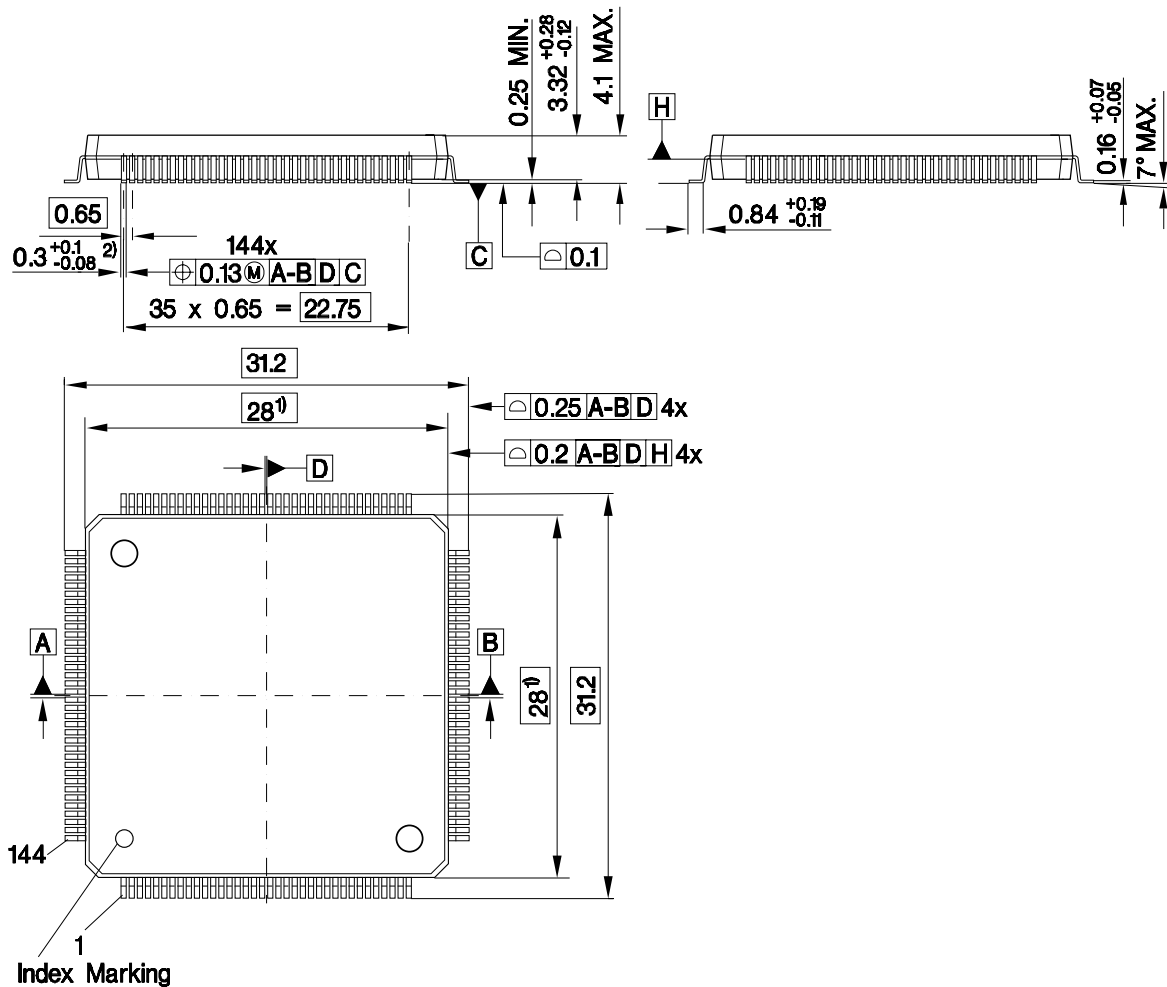 0.25 MIN.
3.32 +0.28 -0.12
4.1 MAX.
H
0.16 +0.07 -0.05
7° MAX.
0.65
0.3 +0.1 -0.08 2)
144x
0.13 Ⓜ A-B D C
35 x 0.65 = 22.75
C
0.1
0.84 +0.19 -0.11
31.2
28 1)
0.25 A-B D 4x
0.2 A-B D H 4x
D
A
B
28 1)
31.2
144
1
Index Marking